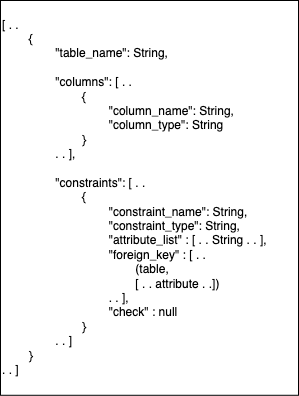 [ . .
{
"table_name": String,
"columns": [ . .
{
"column_name": String,
"column_type": String
}
. . ],
"constraints": [ . .
{
"constraint_name": String,
"constraint_type": String,
"attribute_list" : [ . . String . . ],
"foreign_key" : [ . .
(table,
[ . . attribute . .])
. . ],
"check" : null
}
. . ]
}
. . ]